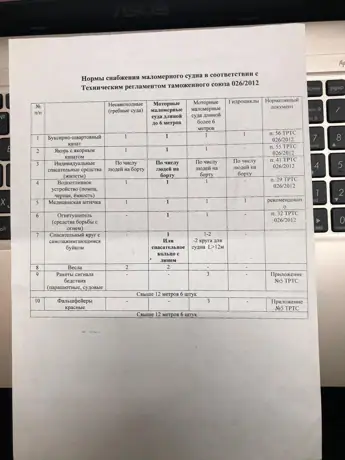 Нормы снабжения маломерного судна в соответствии с
Техническим регламентом таможенного союза 026/2012
№ п/п
Несамоходные (гребные суда)
Моторные маломерные суда длиной до 6 метров
Моторные маломерные суда длиной более 6 метров
Гидроциклы
Нормативный документ
1 Буксирно-швартовный канат 1 1 1 1 п. 56 ТРТС 026/2012
2 Якорь с якорным канатом 1 1 1 п. 51 ТРТС 026/2012
3 Индивидуальные спасательные средства (жилеты) По числу людей на борту По числу людей на борту По числу людей на борту По числу людей на борту п. 41 ТРТС 026/2012
4 Водоотливное устройство (помпа, черпак, ёмкость) 1 1 1 - п. 29 ТРТС 026/2012
5 Медицинская аптечка 1 1 1 1 рекомендовано
6 Огнетушитель (средства борьбы с огнем) - 1 1 - п. 32 ТРТС 026/2012
7 Спасательный круг с самозажигающимся буйком - 1 Или спасательное кольцо с линем 1-2 -2 круга для судна L>12м
8 Весла 2 2 - -
9 Ракеты сигнала бедствия (парашютные, судовые - - 3 - Приложение №5 ТРТС
Свыше 12 метров 6 штук
10 Фальшфейеры красные - - 3 - Приложение №5 ТРТС
Свыше 12 метров 6 штук